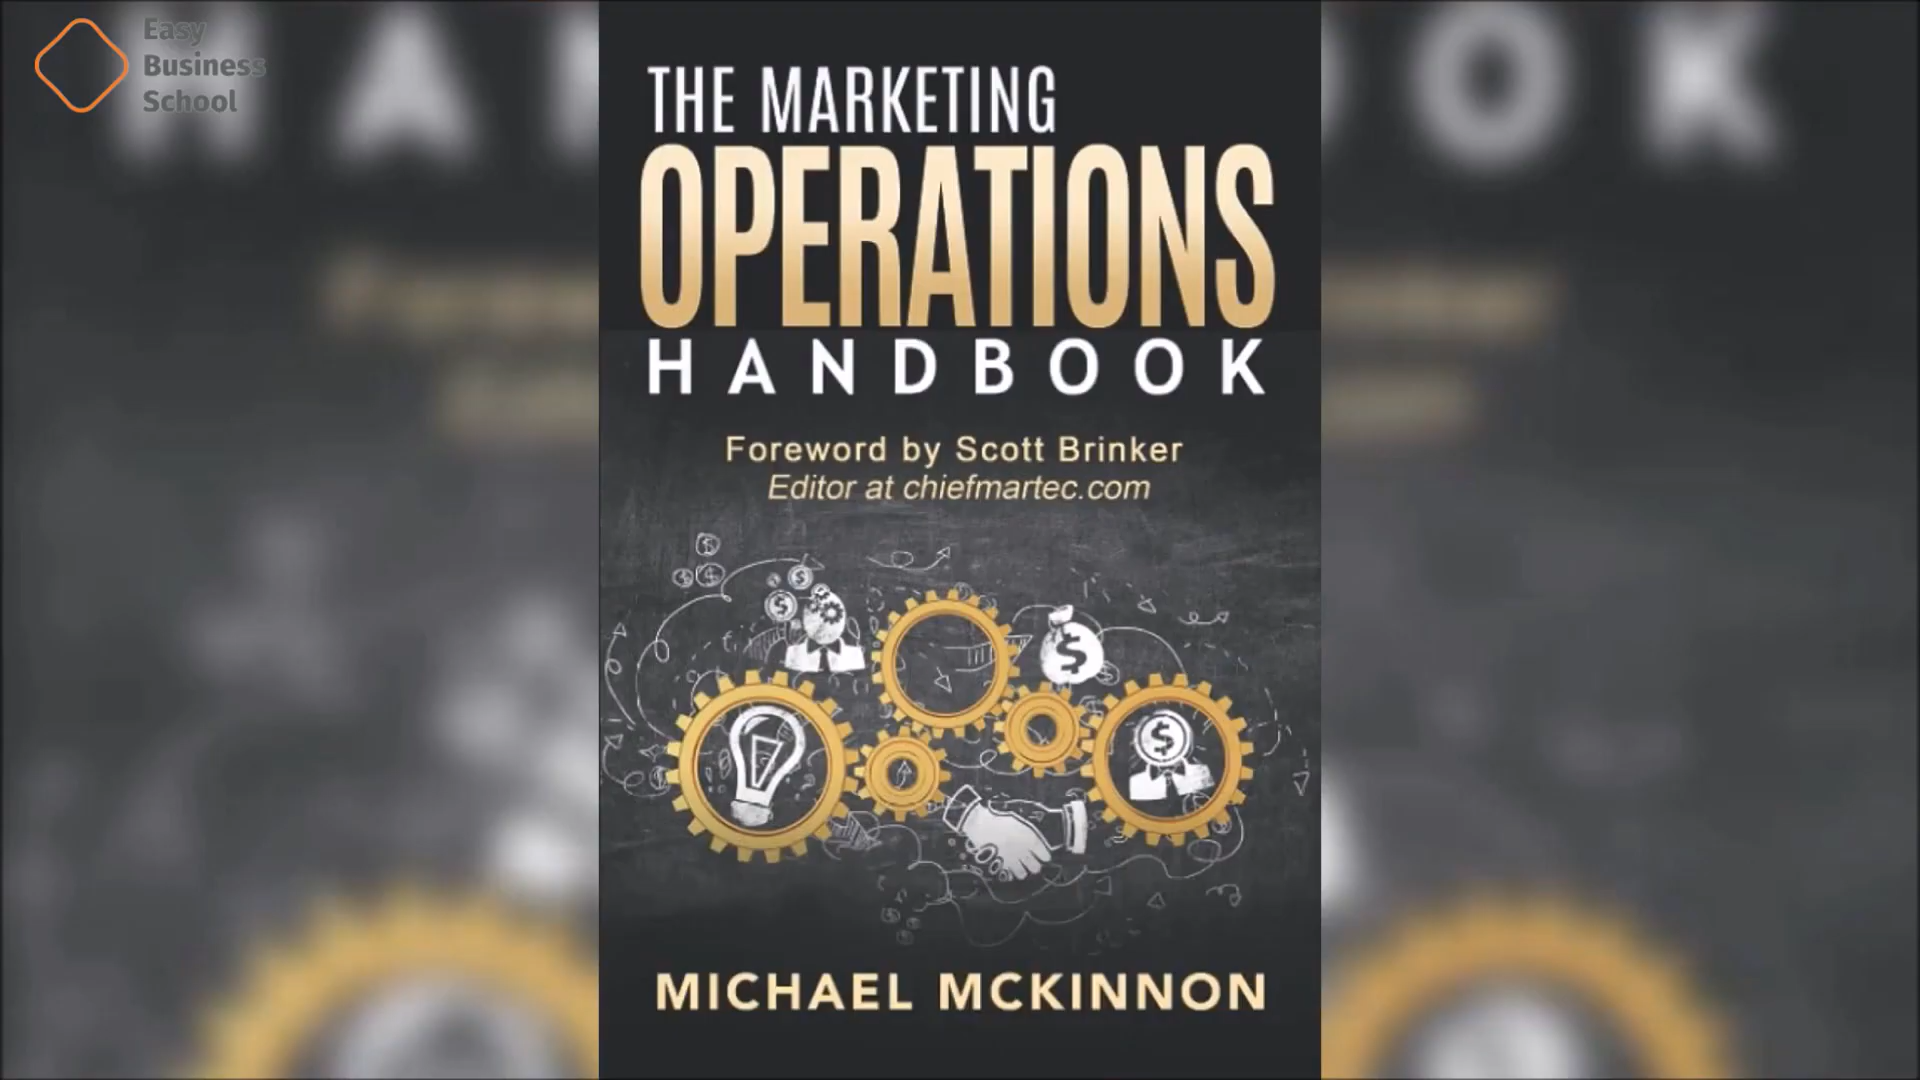 Easy
Business
School
THE MARKETING
OPERATIONS
HANDBOOK
Foreword by Scott Brinker
Editor at chiefmartec.com
MICHAEL MCKINNON